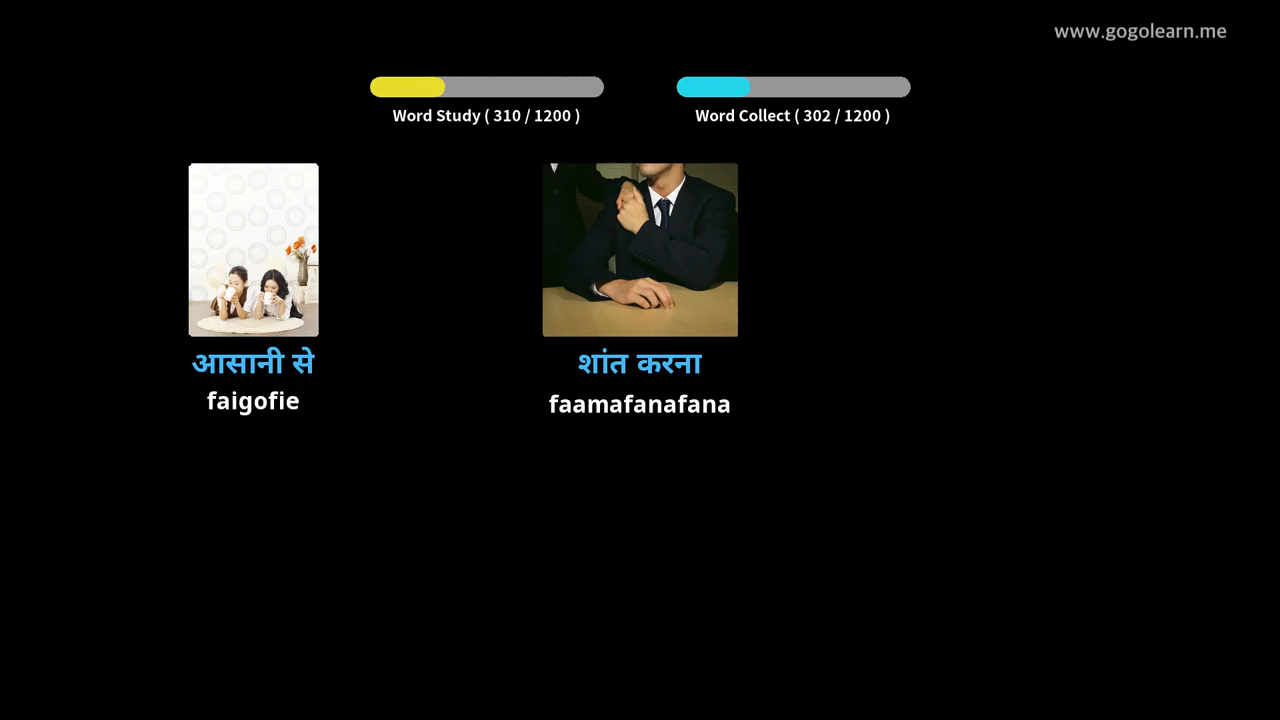 www.gogolearn.me
Word Study ( 310 / 1200 )
Word Collect ( 302 / 1200 )
आसानी से
faigofie
शांत करना
faamafanafana